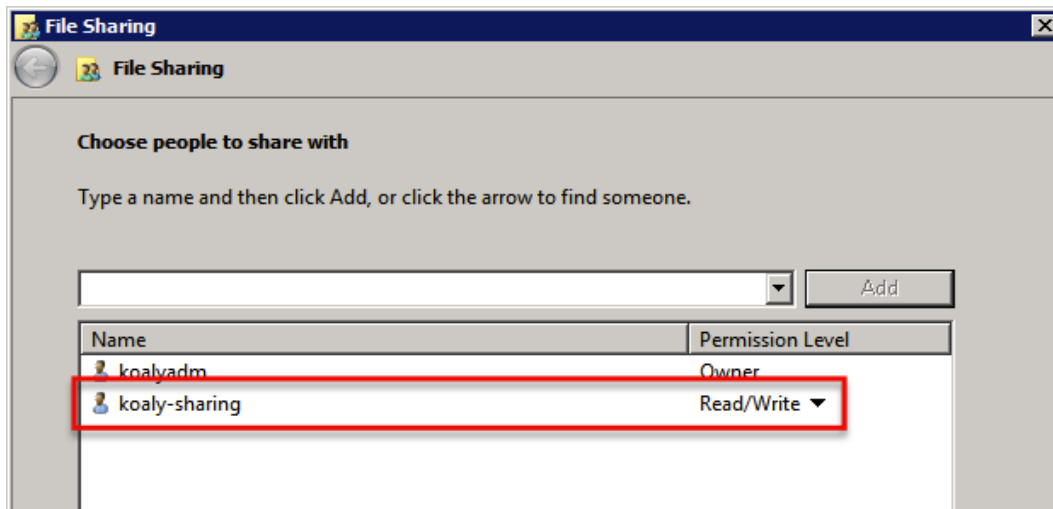 File Sharing
File Sharing
Choose people to share with
Type a name and then click Add, or click the arrow to find someone.
Add
Name Permission Level
koalyadm Owner
koaly-sharing Read/Write